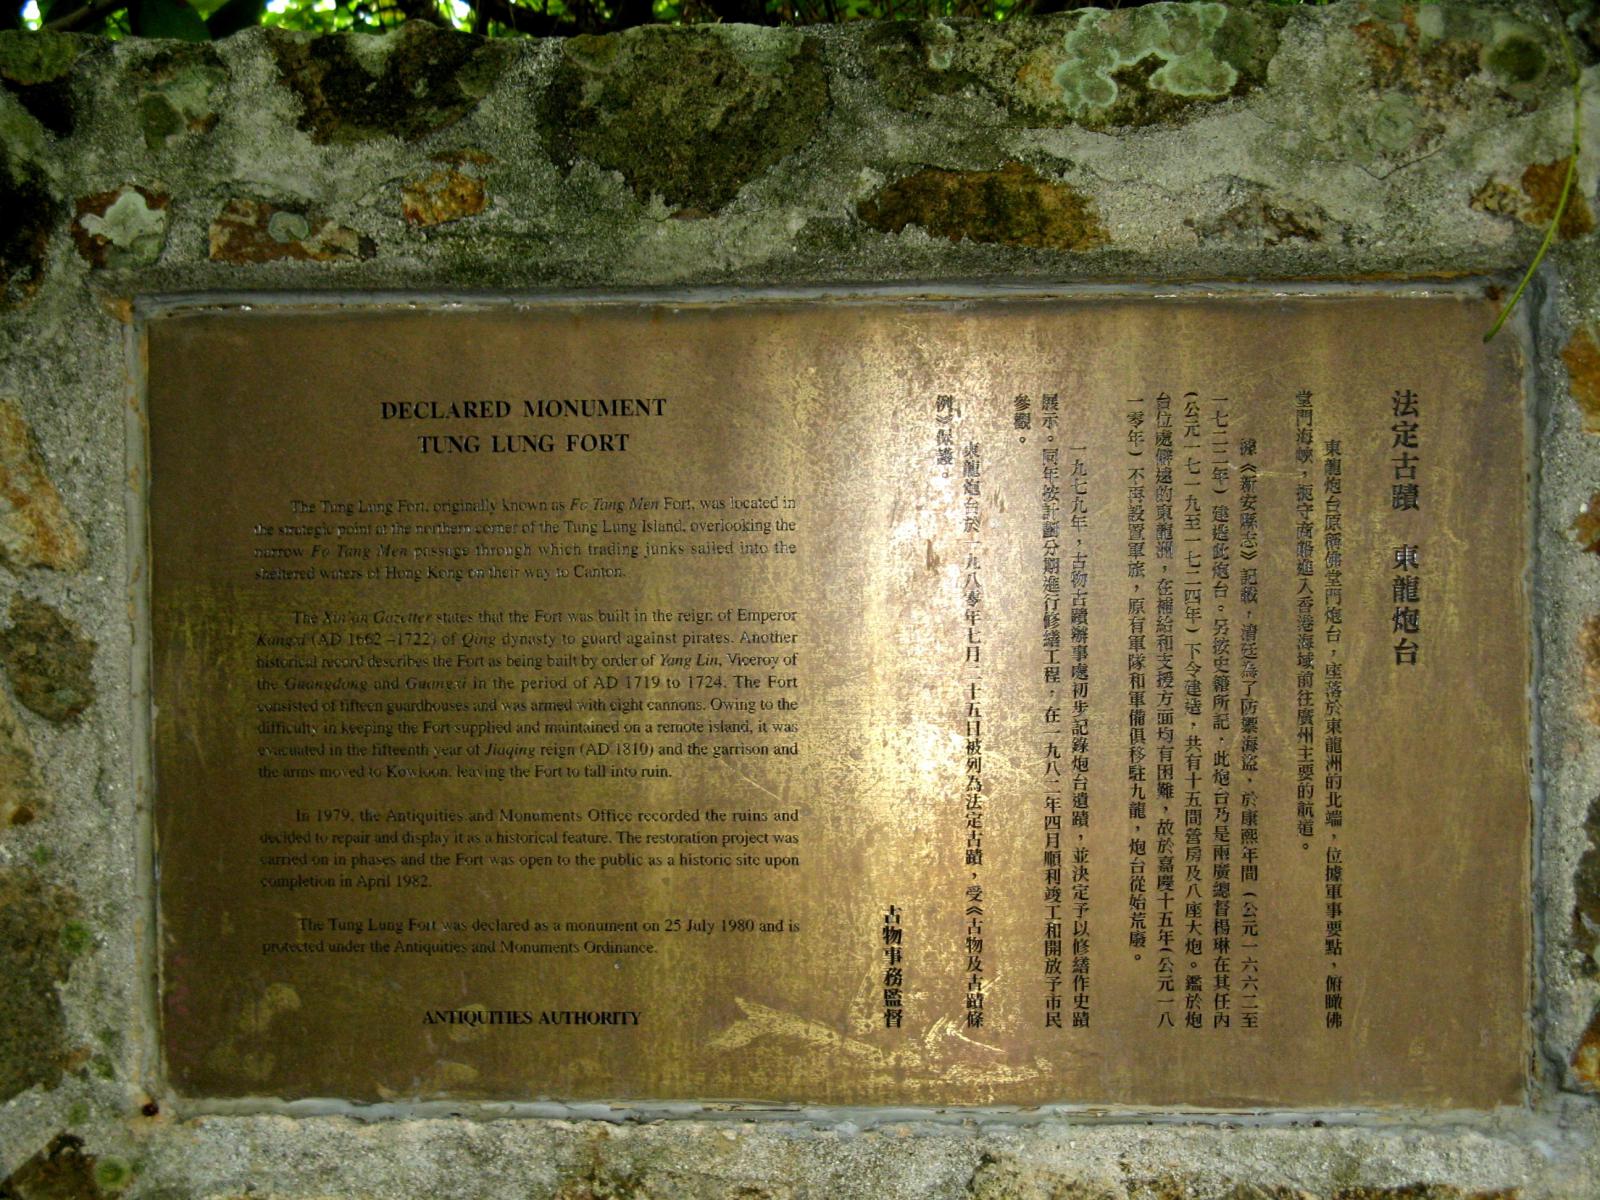 DECLARED MONUMENT
TUNG LUNG FORT
The Tung Lung Fort, originally known as Fo Tang Men Fort, was located in
the strategic point at the northern corner of the Tung Lung Island, overlooking the
narrow Fo Tang Men passage through which trading junks sailed into the
sheltered waters of Hong Kong on their way to Canton.
The Xin'an Gazetter states that the Fort was built in the reign of Emperor
Kangxi (AD 1662 –1722) of Qing dynasty to guard against pirates. Another
historical record describes the Fort as being built by order of Yang Lin, Viceroy of
the Guangdong and Guangxi in the period of AD 1719 to 1724. The Fort
consisted of fifteen guardhouses and was armed with eight cannons. Owing to the
difficulty in keeping the Fort supplied and maintained on a remote island, it was
evacuated in the fifteenth year of Jiaqing reign (AD 1810) and the garrison and
the arms moved to Kowloon, leaving the Fort to fall into ruin.
In 1979, the Antiquities and Monuments Office recorded the ruins and
decided to repair and display it as a historical feature. The restoration project was
carried on in phases and the Fort was open to the public as a historic site upon
completion in April 1982.
The Tung Lung Fort was declared as a monument on 25 July 1980 and is
protected under the Antiquities and Monuments Ordinance.
ANTIQUITIES AUTHORITY
法定古蹟 東龍炮台
東龍炮台原稱佛堂門炮台，座落於東龍洲的北端，位據軍事要點，俯瞰佛
堂門海峽，扼守商船進入香港海域前往廣州主要的航道。
據《新安縣志》記載，清廷為了防禦海盜，於康熙年間（公元一六六二至
一七二二年）建造此炮台。另按史籍所記，此炮台乃是兩廣總督楊琳在其任內
（公元一七一九至一七二四年）下令建造，共有十五間營房及八座大炮。鑑於炮
台位處僻遠的東龍洲，在補給和支援方面均有困難，故於嘉慶十五年（公元一八
一零年）不再設置軍旅，原有軍隊和軍備俱移駐九龍，炮台從始荒廢。
一九七九年，古物古蹟辦事處初步記錄炮台遺蹟，並決定予以修繕作史蹟
展示。同年按計劃分期進行修繕工程，在一九八二年四月順利竣工和開放予市民
參觀。
東龍炮台於一九八零年七月二十五日被列為法定古蹟，受《古物及古蹟條
例》保護。
古物事務監督